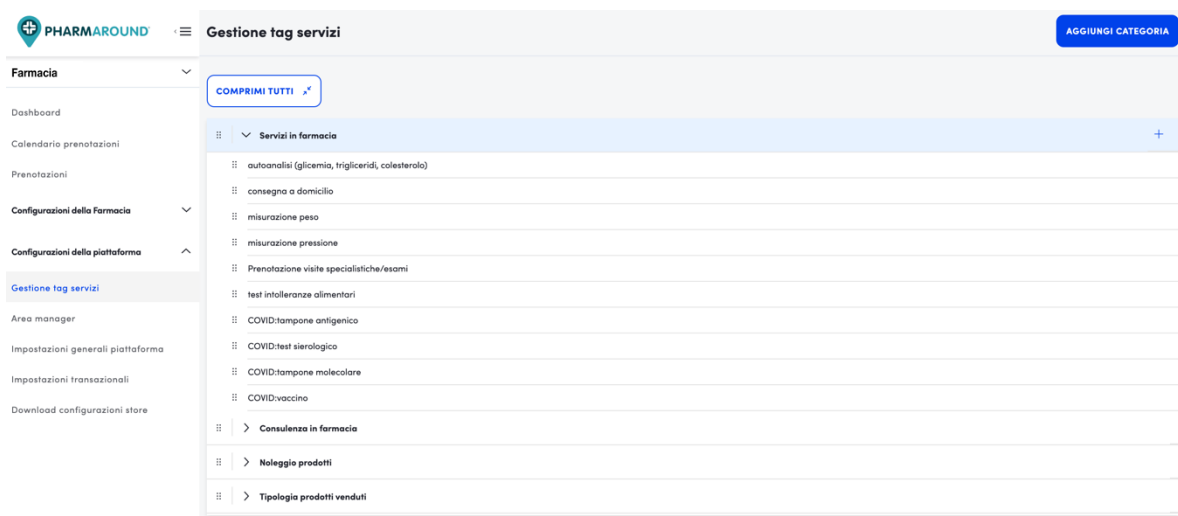 PHARMAROUND
Farmacia
Dashboard
Calendario prenotazioni
Prenotazioni
Configurazioni della Farmacia
Configurazioni della piattaforma
Gestione tag servizi
Area manager
Impostazioni generali piattaforma
Impostazioni transazionali
Download configurazioni store
Gestione tag servizi
AGGIUNGI CATEGORIA
COMPRIMI TUTTI
Servizi in farmacia
autoanalisi (glicemia, trigliceridi, colesterolo)
consegna a domicilio
misurazione peso
misurazione pressione
Prenotazione visite specialistiche/esami
test intolleranze alimentari
COVID:tampone antigenico
COVID:test sierologico
COVID:tampone molecolare
COVID:vaccino
Consulenza in farmacia
Noleggio prodotti
Tipologia prodotti venduti